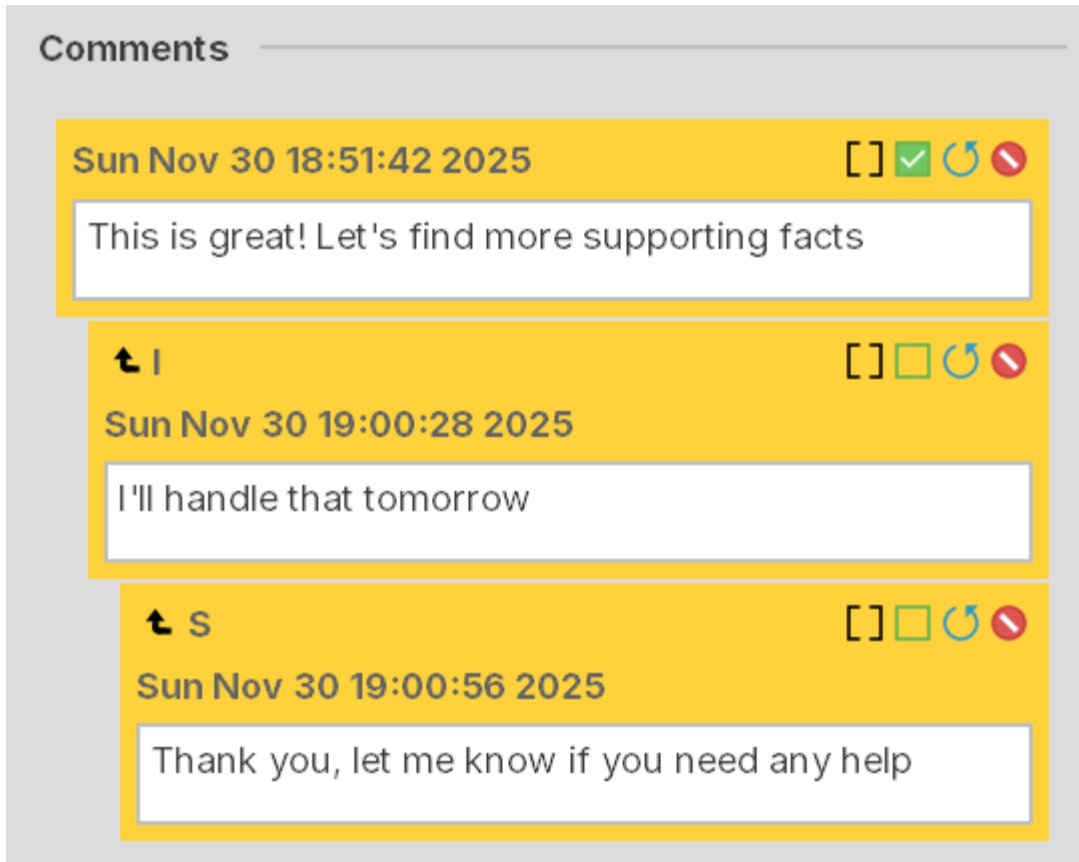 Comments
Sun Nov 30 18:51:42 2025
This is great! Let's find more supporting facts
I
Sun Nov 30 19:00:28 2025
I'll handle that tomorrow
S
Sun Nov 30 19:00:56 2025
Thank you, let me know if you need any help